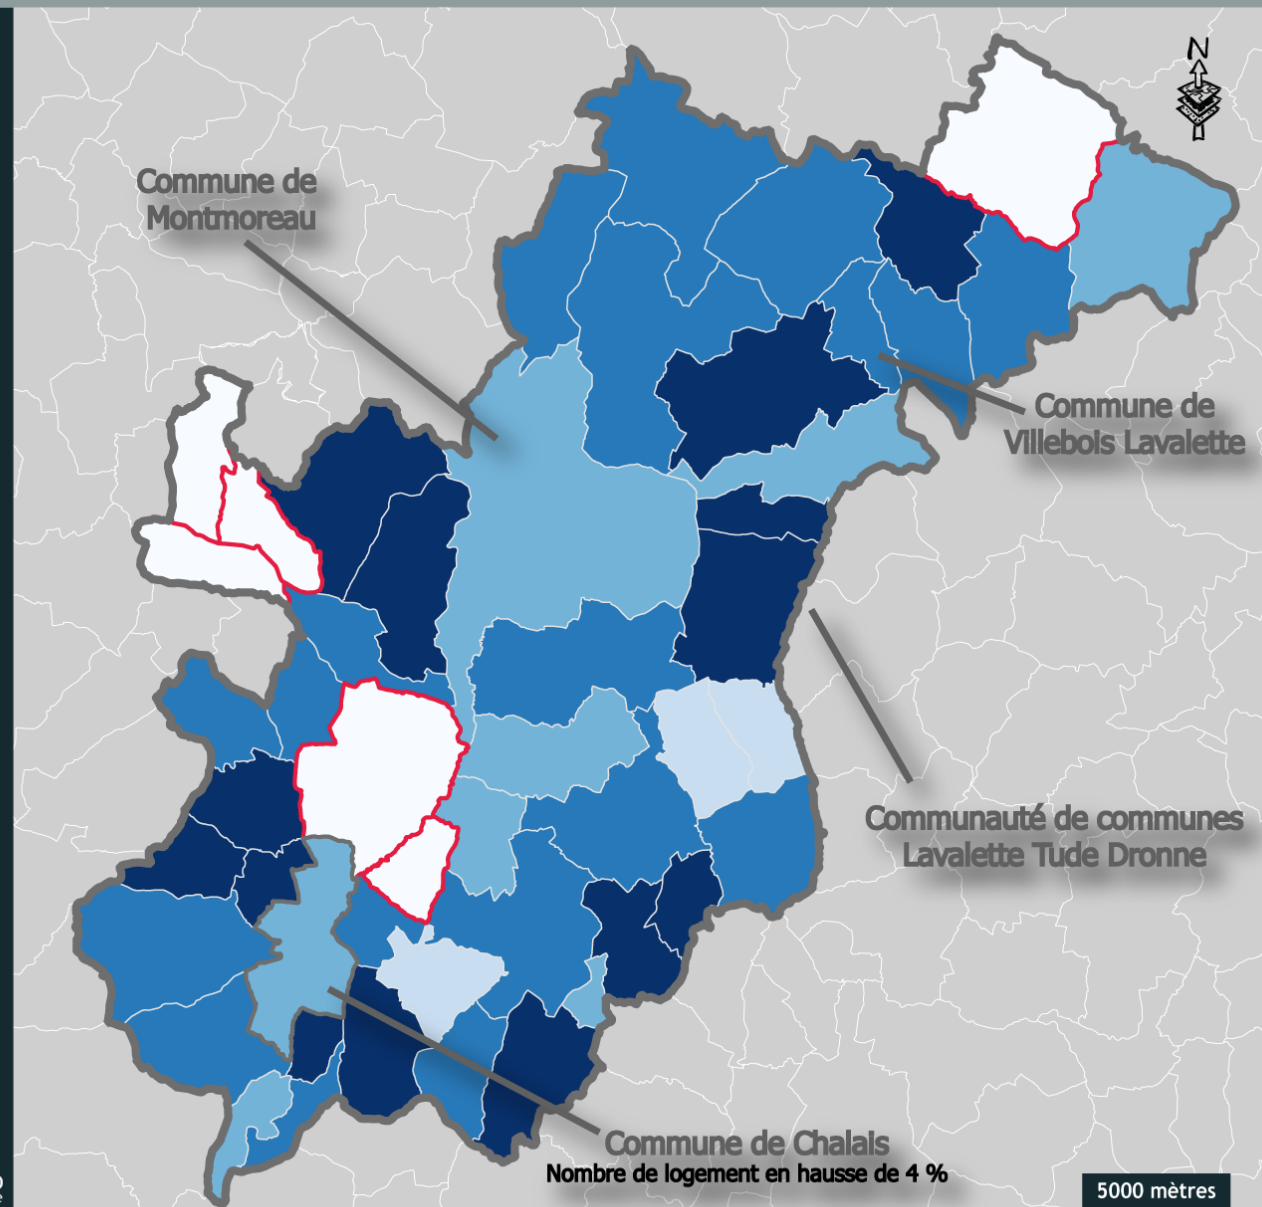 N
Commune de
Montmoreau
Commune de
Villebois Lavalette
Communauté de communes
Lavalette Tude Dronne
Commune de Chalais
Nombre de logement en hausse de 4 %
5000 mètres